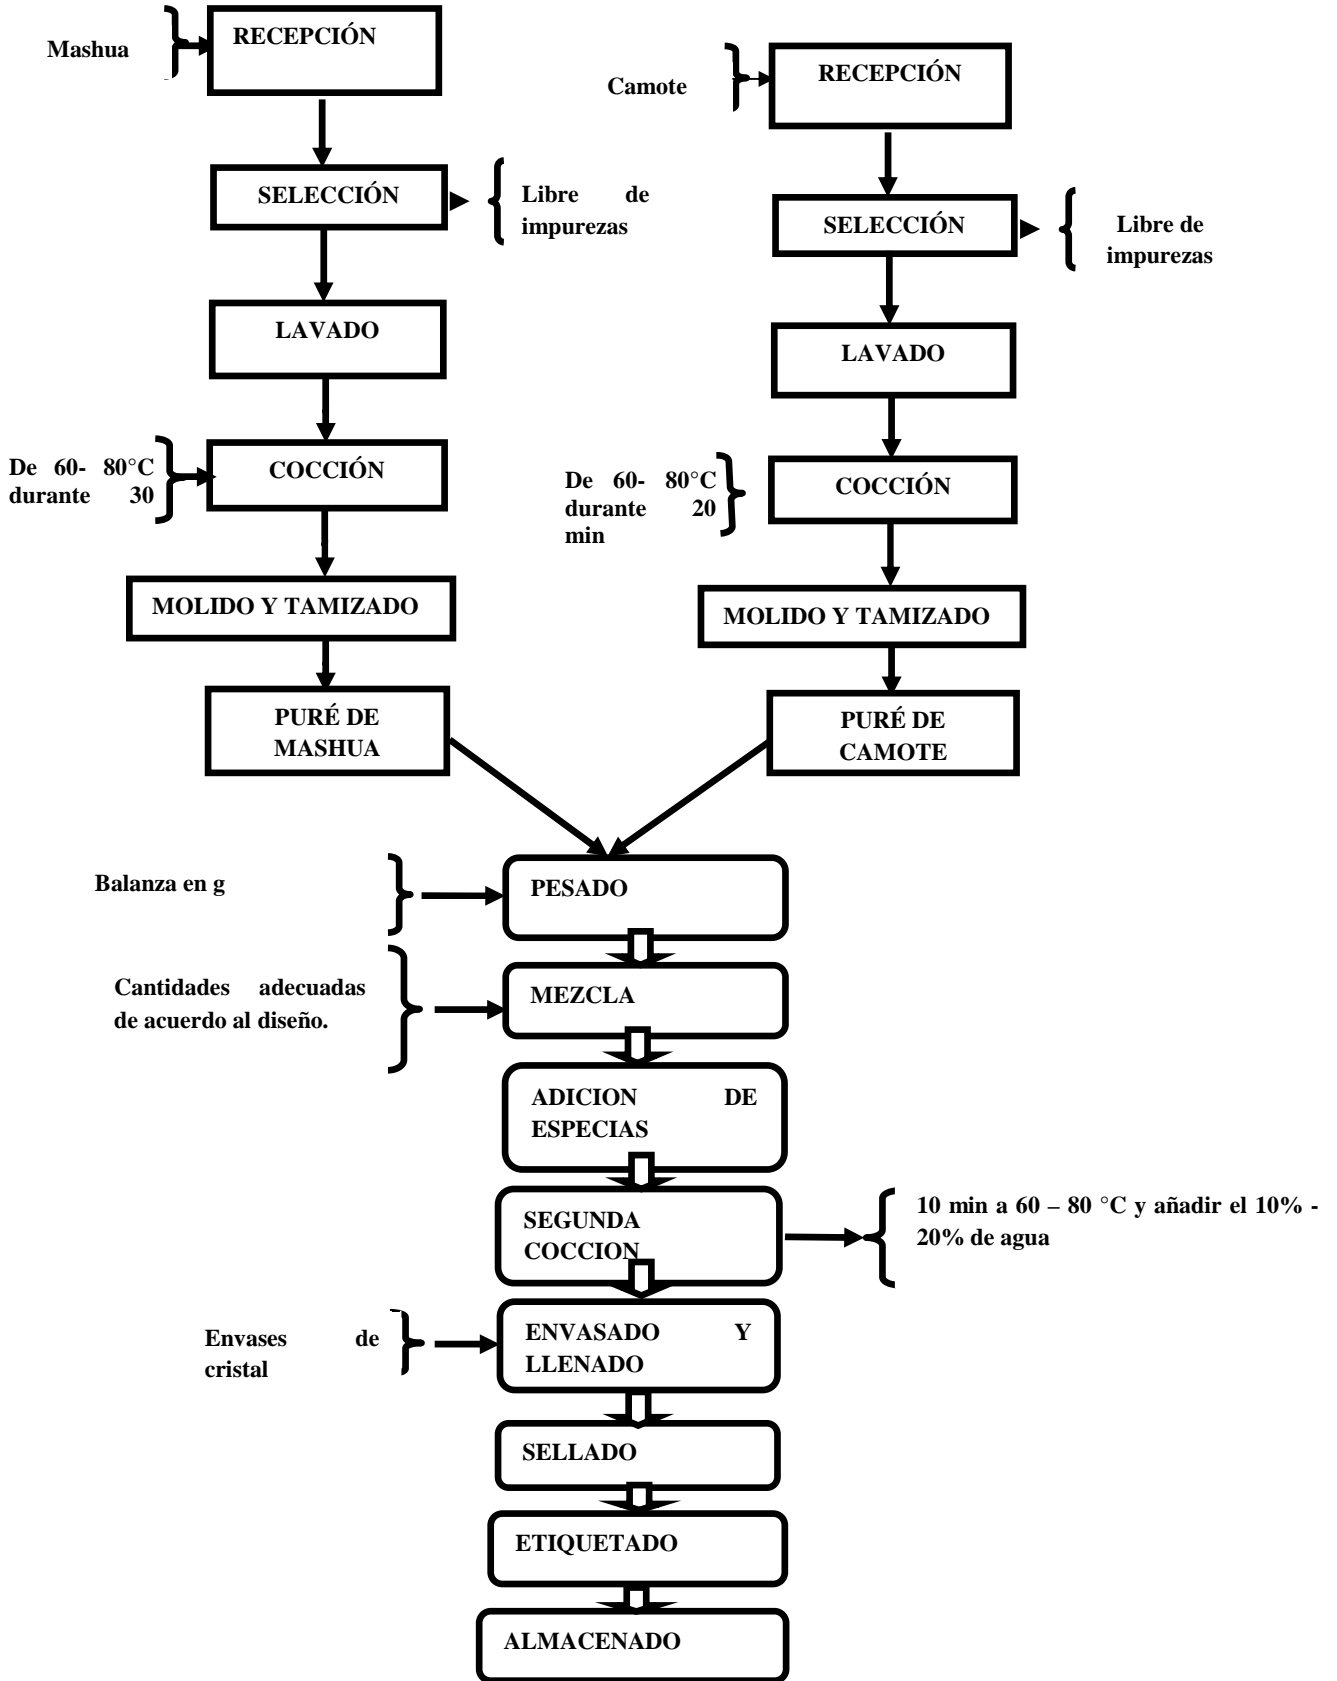 Mashua
RECEPCIÓN
SELECCIÓN
Libre de
impurezas
LAVADO
De 60- 80°C
durante 30
COCCIÓN
MOLIDO Y TAMIZADO
PURÉ DE
MASHUA
Camote
RECEPCIÓN
SELECCIÓN
Libre de
impurezas
LAVADO
De 60- 80°C
durante 20
min
COCCIÓN
MOLIDO Y TAMIZADO
PURÉ DE
CAMOTE
Balanza en g
PESADO
Cantidades adecuadas
de acuerdo al diseño.
MEZCLA
ADICION DE
ESPECIAS
SEGUNDA
COCCION
10 min a 60 – 80 °C y añadir el 10% -
20% de agua
Envases de
cristal
ENVASADO Y
LLENADO
SELLADO
ETIQUETADO
ALMACENADO